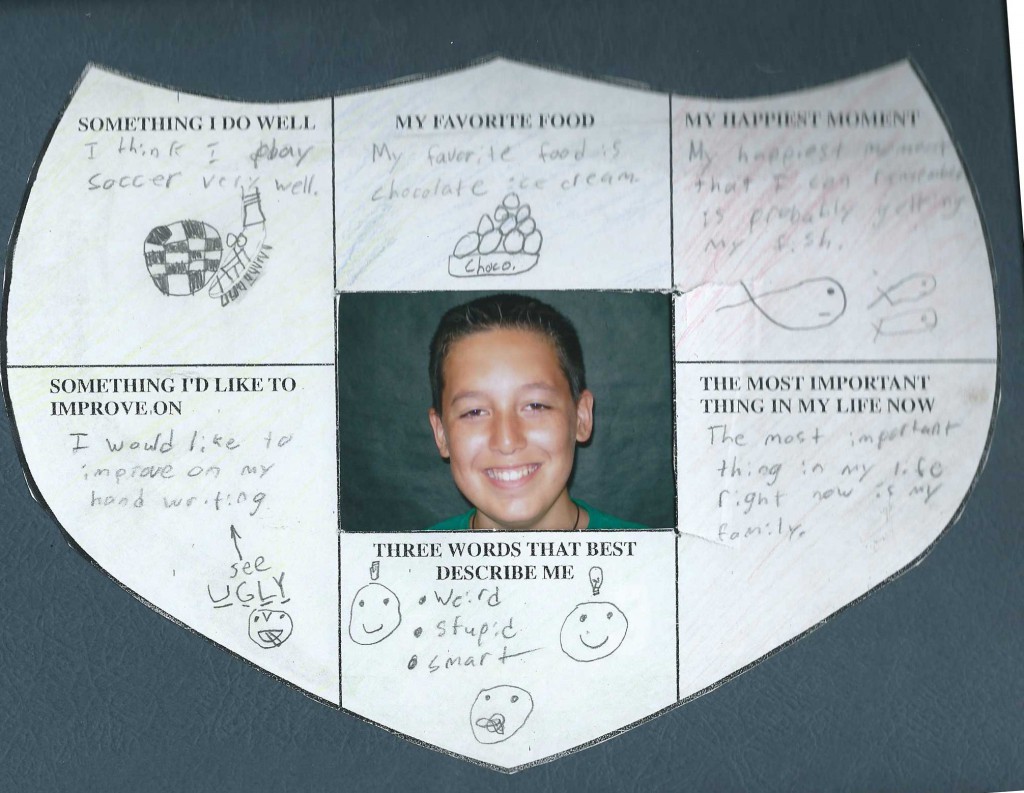 SOMETHING I DO WELL
I think I play
soccer very well.
MY FAVORITE FOOD
My favorite food is
chocolate ice cream.
Choco.
MY HAPPIEST MOMENT
My happiest moment
that I can remember
is probably getting
my fish.
SOMETHING I'D LIKE TO
IMPROVE ON
I would like to
improve on my
hand writing
see
UGLY
THREE WORDS THAT BEST
DESCRIBE ME
• Weird
• stupid
• smart
THE MOST IMPORTANT
THING IN MY LIFE NOW
The most important
thing in my life
right now is my
family.